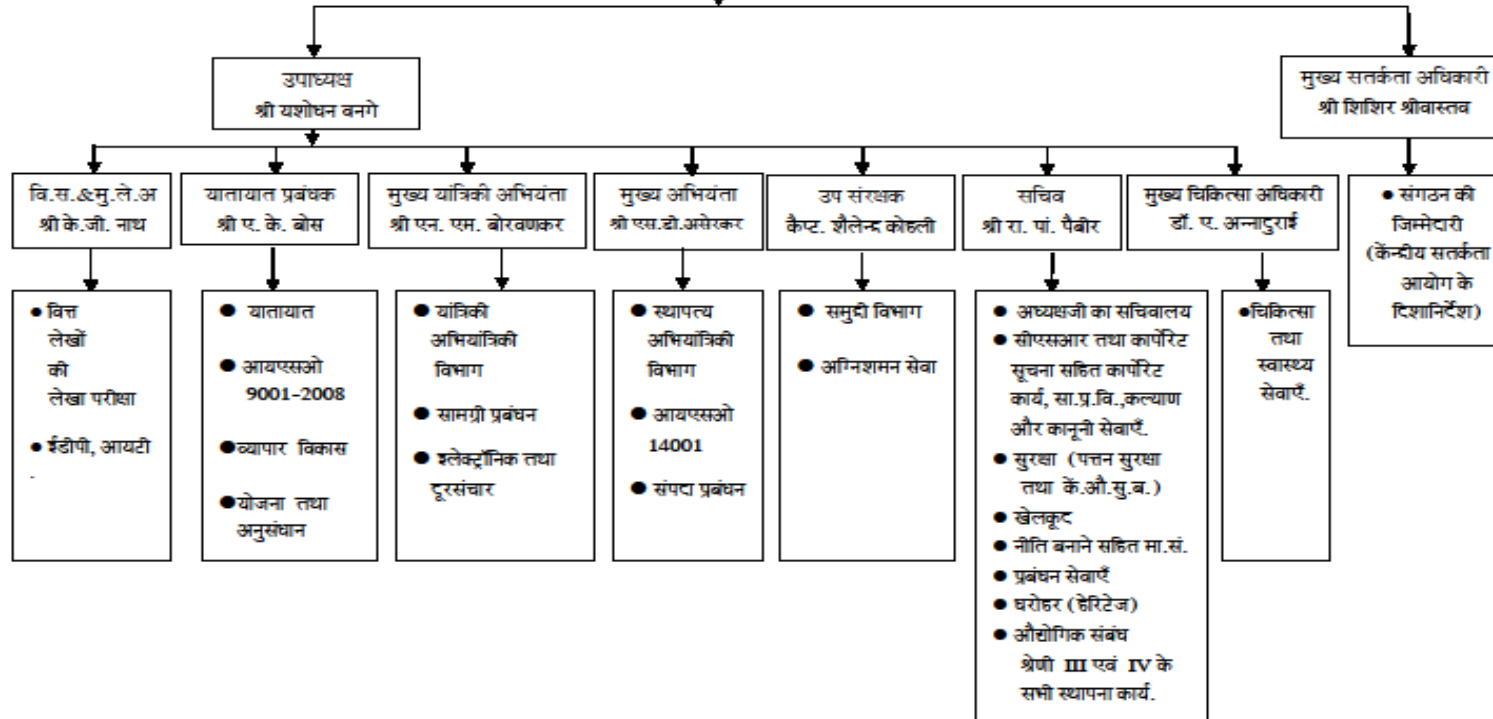 उपाध्यक्ष
श्री यशोधन वनगे
मुख्य सतर्कता अधिकारी
श्री शिशिर श्रीवास्तव
वि.स.&मु.ले.अ
श्री के.जी. नाथ
यातायात प्रबंधक
श्री ए. के. बोस
मुख्य यांत्रिकी अभियंता
श्री एन. एम. बोरवणकर
मुख्य अभियंता
श्री एस.डी.असेरकर
उप संरक्षक
कैप्ट. शैलेन्द्र कोहली
सचिव
श्री रा. पां. पैबीर
मुख्य चिकित्सा अधिकारी
डॉ. ए. अन्नादुराई
● संगठन की
जिम्मेदारी
(केंन्दीय सतर्कता
आयोग के
दिशानिर्देश)
● वित्त
लेखों
की
लेखा परीक्षा
● ईडीपी, आयटी
.
● यातायात
● आयएसओ
9001-2008
●व्यापार विकास
●योजना तथा
अनुसंधान
● यांत्रिकी
अभियांत्रिकी
विभाग
● सामग्री प्रबंधन
● इलेक्ट्रॉनिक तथा
दूरसंचार
● स्थापत्य
अभियांत्रिकी
विभाग
● आयएसओ
14001
● संपदा प्रबंधन
● समुद्री विभाग
● अग्निशमन सेवा
● अध्यक्षजी का सचिवालय
● सीएसआर तथा कार्पोरेट
सूचना सहित कार्पोरेट
कार्य, सा.प्र.वि.,कल्याण
और कानूनी सेवाएँ.
● सुरक्षा (पत्तन सुरक्षा
तथा कें.औ.सु.ब.)
● खेलकूद
● नीति बनाने सहित मा.सं.
● प्रबंधन सेवाएँ
● धरोहर (हेरिटेज)
● औद्योगिक संबंध
श्रेणी III एवं IV के
सभी स्थापना कार्य.
●चिकित्सा
तथा
स्वास्थ्य
सेवाएँ.